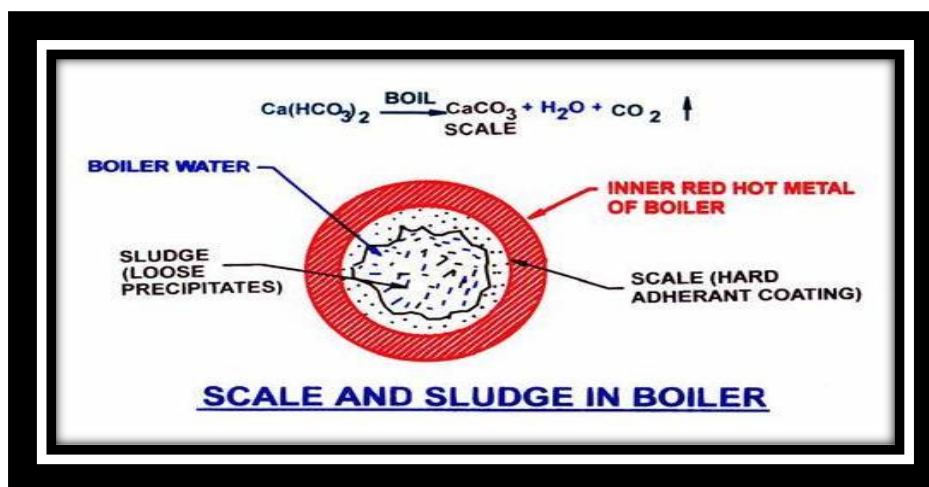 Ca(HCO3)2 BOIL CaCO3 + H2O + CO2
SCALE
BOILER WATER
INNER RED HOT METAL
OF BOILER
SLUDGE
(LOOSE
PRECIPITATES)
SCALE (HARD
ADHERANT COATING)
SCALE AND SLUDGE IN BOILER